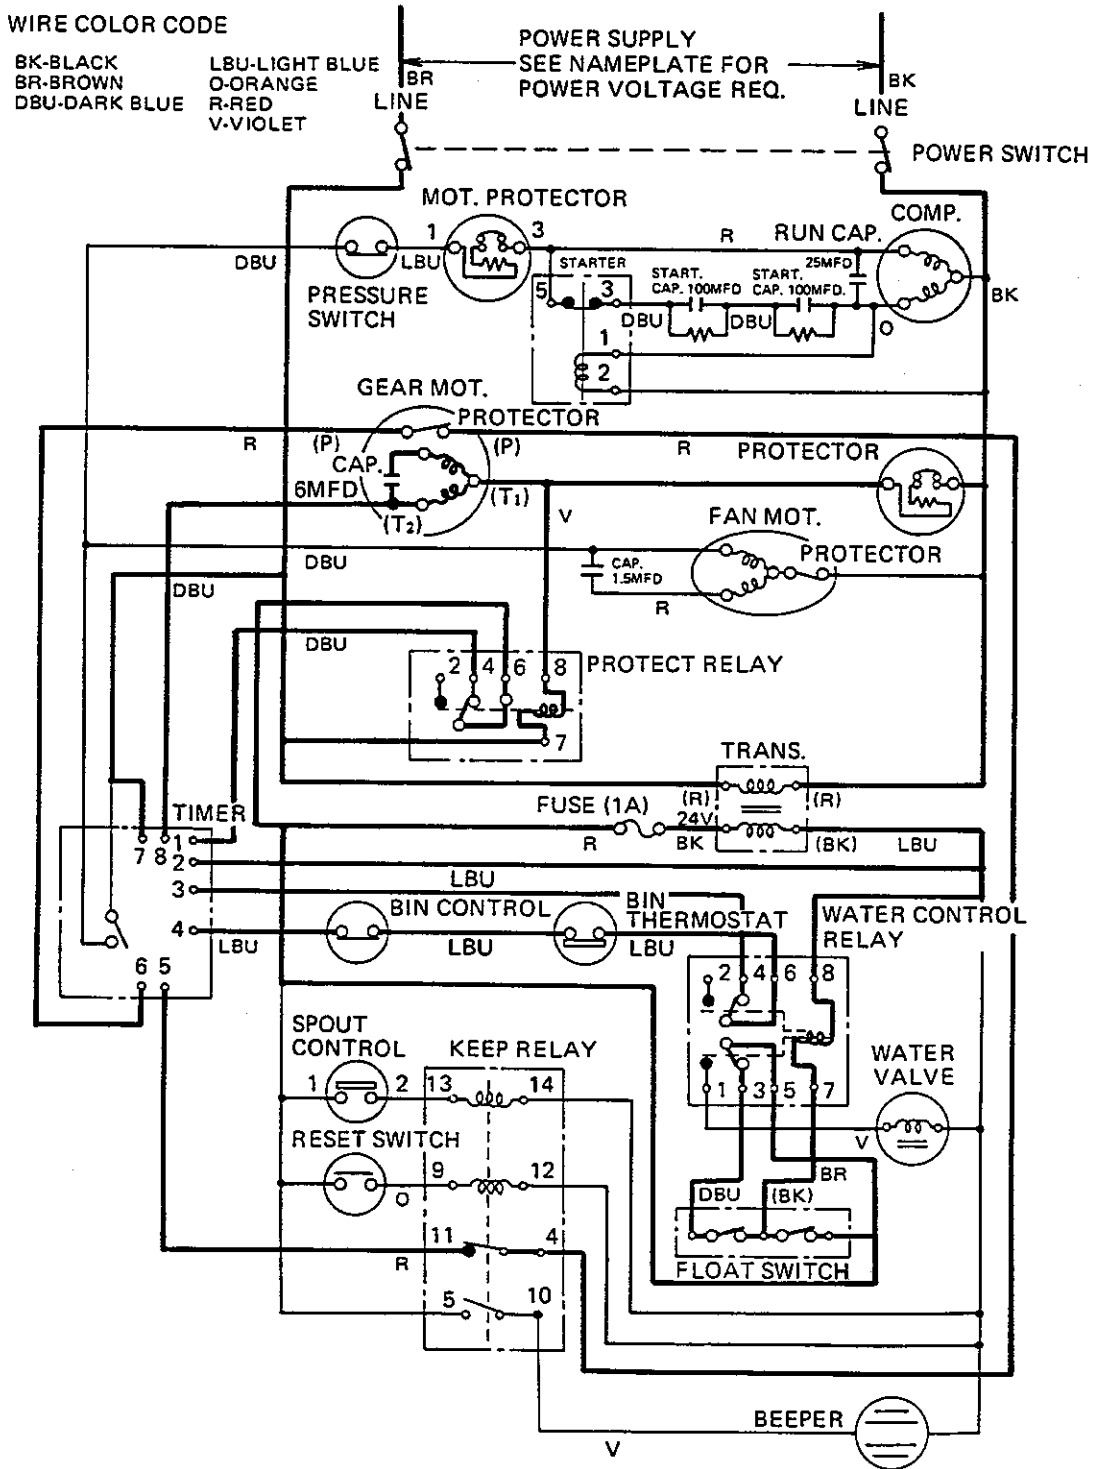 WIRE COLOR CODE
BK-BLACK
BR-BROWN
DBU-DARK BLUE
LBU-LIGHT BLUE
O-ORANGE
R-RED
V-VIOLET
POWER SUPPLY
SEE NAMEPLATE FOR
POWER VOLTAGE REQ.
BR
LINE
BK
LINE
POWER SWITCH
MOT. PROTECTOR
COMP.
1
3
R
RUN CAP.
25MFD
DBU
LBU
PRESSURE
SWITCH
STARTER
START.
CAP. 100MFD
START.
CAP. 100MFD.
5
3
DBU
DBU
O
BK
1
2
GEAR MOT.
PROTECTOR
R
(P)
(P)
R
PROTECTOR
CAP.
6MFD
(T1)
(T2)
V
FAN MOT.
PROTECTOR
DBU
CAP.
1.5MFD
R
DBU
DBU
2
4
6
8
PROTECT RELAY
7
TRANS.
FUSE (1A)
(R)
(R)
24V
R
BK
(BK)
LBU
TIMER
7
8
1
2
3
4
LBU
BIN CONTROL
BIN
THERMOSTAT
WATER CONTROL
RELAY
LBU
LBU
LBU
6
5
2
4
6
8
SPOUT
CONTROL
KEEP RELAY
WATER
VALVE
1
2
13
14
1
3
5
7
RESET SWITCH
V
9
12
O
BR
DBU
(BK)
11
4
R
FLOAT SWITCH
5
10
BEEPER
V